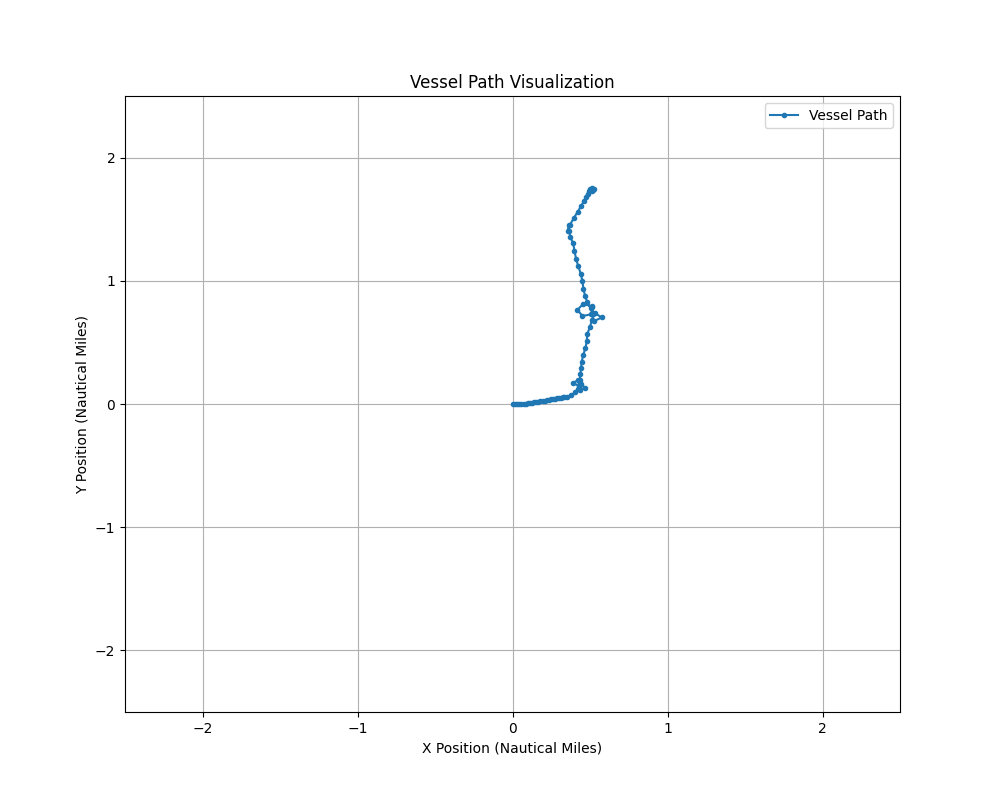 Vessel Path Visualization
Vessel Path
2
1
0
−1
−2
Y Position (Nautical Miles)
−2
−1
0
1
2
X Position (Nautical Miles)